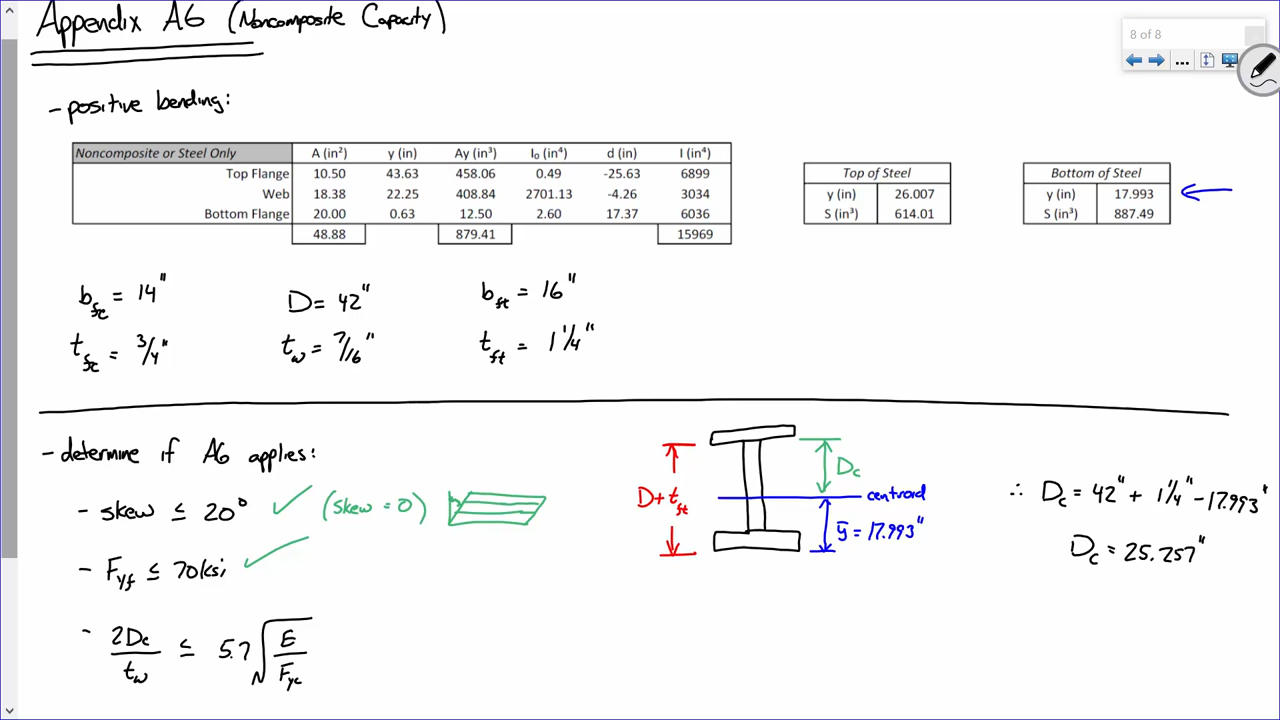 Appendix A6 (Noncomposite Capacity)
8 of 8
- positive bending:
Noncomposite or Steel Only A (in²) y (in) Ay (in³) I₀ (in⁴) d (in) I (in⁴)
Top Flange 10.50 43.63 458.06 0.49 -25.63 6899
Web 18.38 22.25 408.84 2701.13 -4.26 3034
Bottom Flange 20.00 0.63 12.50 2.60 17.37 6036
48.88 879.41 15969
Top of Steel
y (in) 26.007
S (in³) 614.01
Bottom of Steel
y (in) 17.993
S (in³) 887.49
b_fc = 14" D = 42" b_ft = 16"
t_fc = 3/4" t_w = 7/16" t_ft = 1 1/4"
- determine if A6 applies:
- skew ≤ 20° ✓ (skew = 0)
- F_yf ≤ 70ksi ✓
- 2D_c / t_w ≤ 5.7 √(E / F_yc)
D + t_ft
D_c
centroid
ȳ = 17.993"
∴ D_c = 42" + 1 1/4" - 17.993"
D_c = 25.257"